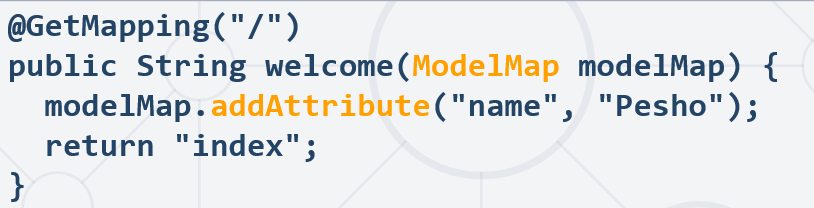 @GetMapping("/")
public String welcome(ModelMap modelMap) {
  modelMap.addAttribute("name", "Pesho");
  return "index";
}